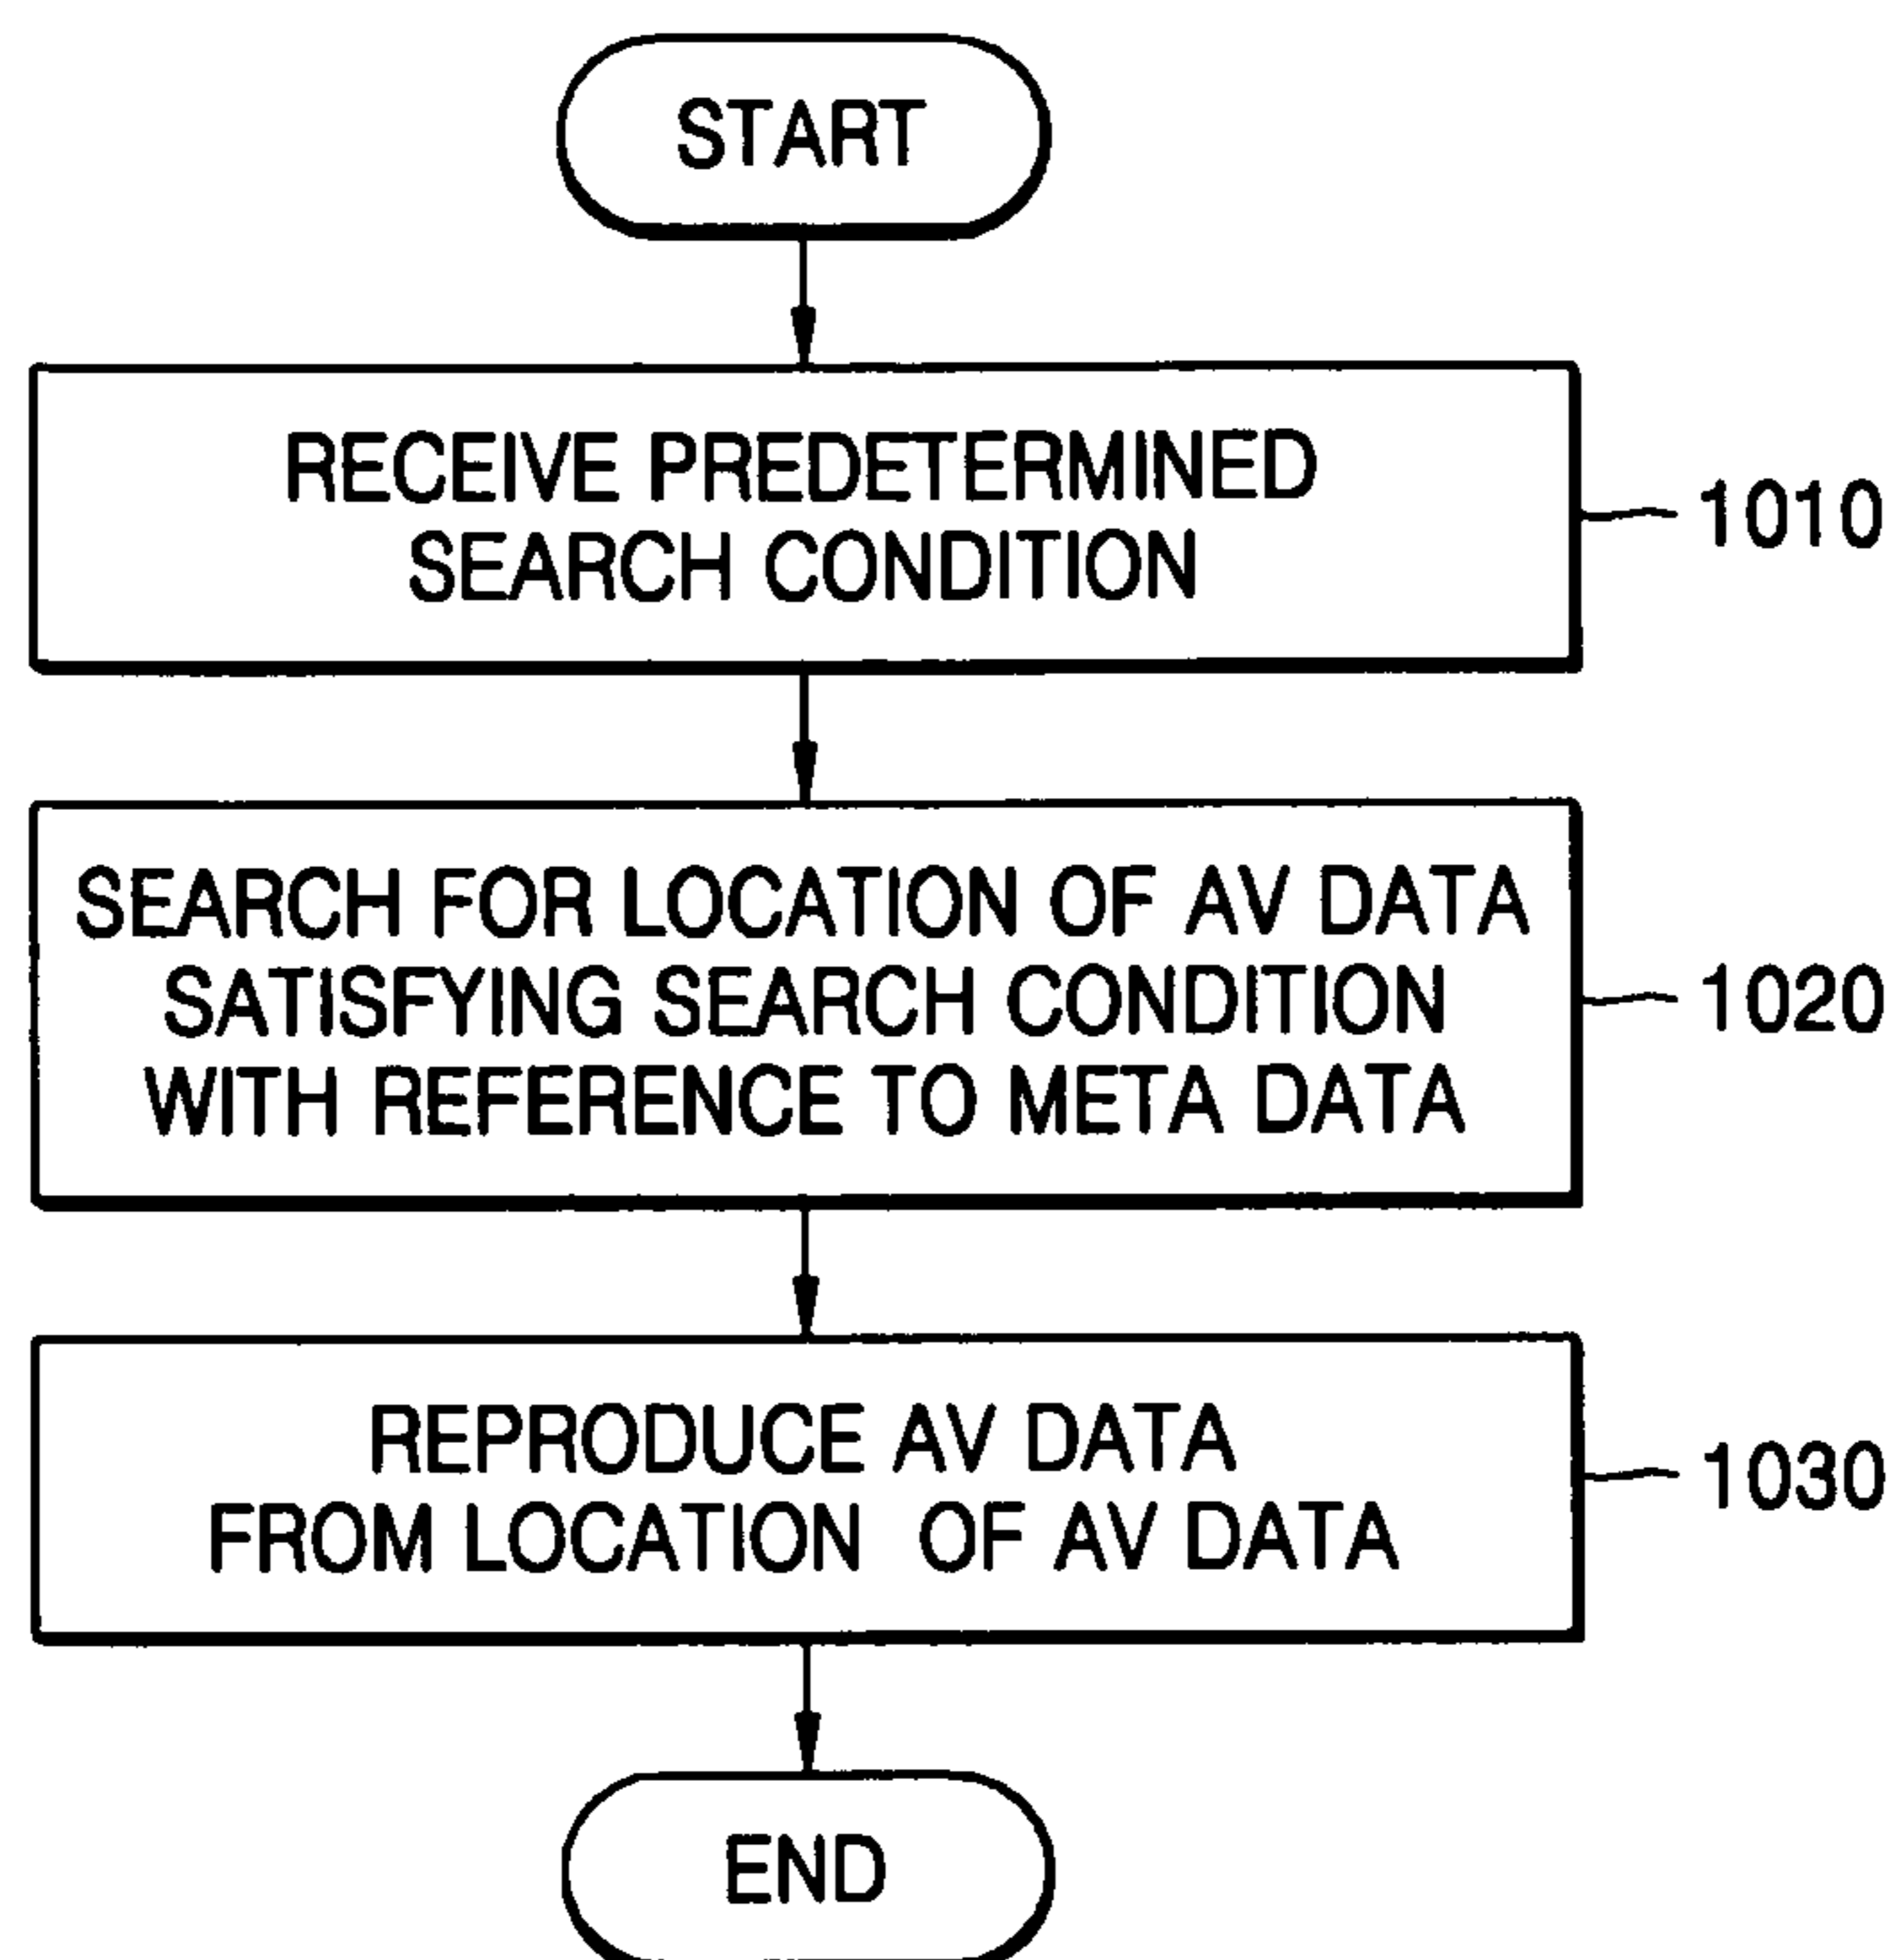 START
RECEIVE PREDETERMINED
SEARCH CONDITION
1010
SEARCH FOR LOCATION OF AV DATA
SATISFYING SEARCH CONDITION
WITH REFERENCE TO META DATA
1020
REPRODUCE AV DATA
FROM LOCATION OF AV DATA
1030
END